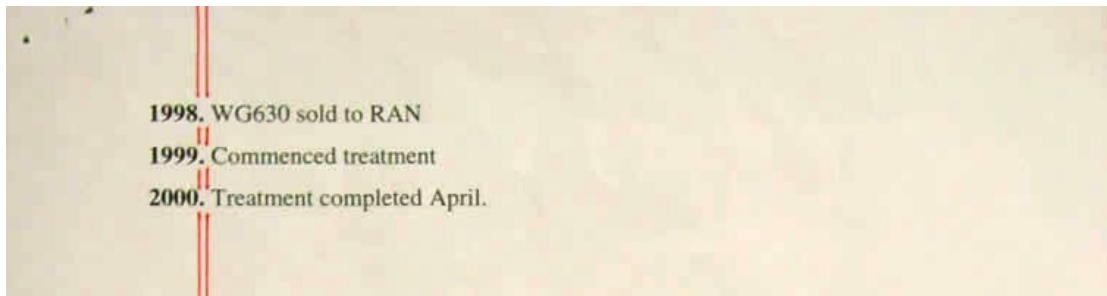 1998. WG630 sold to RAN
1999. Commenced treatment
2000. Treatment completed April.